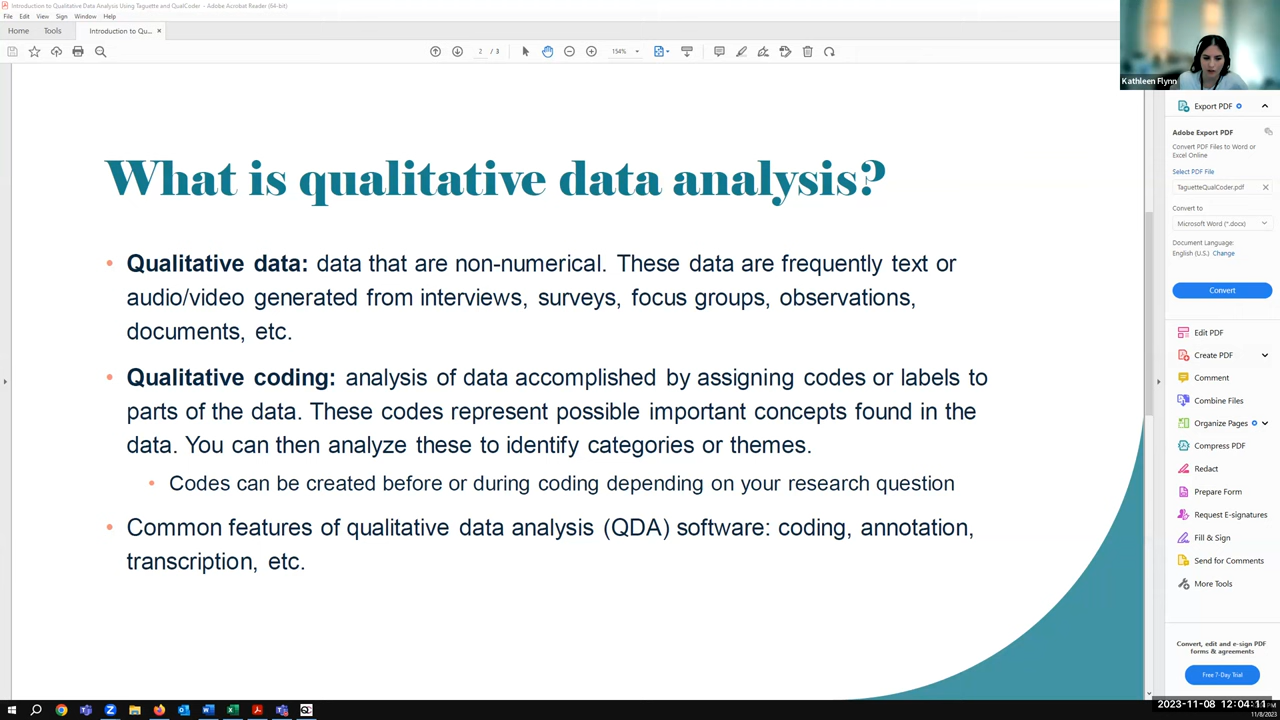 Introduction to Qualitative Data Analysis Using Taguette and QualCoder - Adobe Acrobat Reader (64-bit)
File Edit View Sign Window Help
Home Tools Introduction to Qu... ×
2 / 3 154%
Kathleen Flynn
What is qualitative data analysis?
• Qualitative data: data that are non-numerical. These data are frequently text or
audio/video generated from interviews, surveys, focus groups, observations,
documents, etc.
• Qualitative coding: analysis of data accomplished by assigning codes or labels to
parts of the data. These codes represent possible important concepts found in the
data. You can then analyze these to identify categories or themes.
• Codes can be created before or during coding depending on your research question
• Common features of qualitative data analysis (QDA) software: coding, annotation,
transcription, etc.
Export PDF
Adobe Export PDF
Convert PDF Files to Word or
Excel Online
Select PDF File
TaguetteQualCoder.pdf
Convert to
Microsoft Word (*.docx)
Document Language:
English (U.S.) Change
Convert
Edit PDF
Create PDF
Comment
Combine Files
Organize Pages
Compress PDF
Redact
Prepare Form
Request E-signatures
Fill & Sign
Send for Comments
More Tools
Convert, edit and e-sign PDF
forms & agreements
Free 7-Day Trial
2023-11-08 12:04:11
11/8/2023